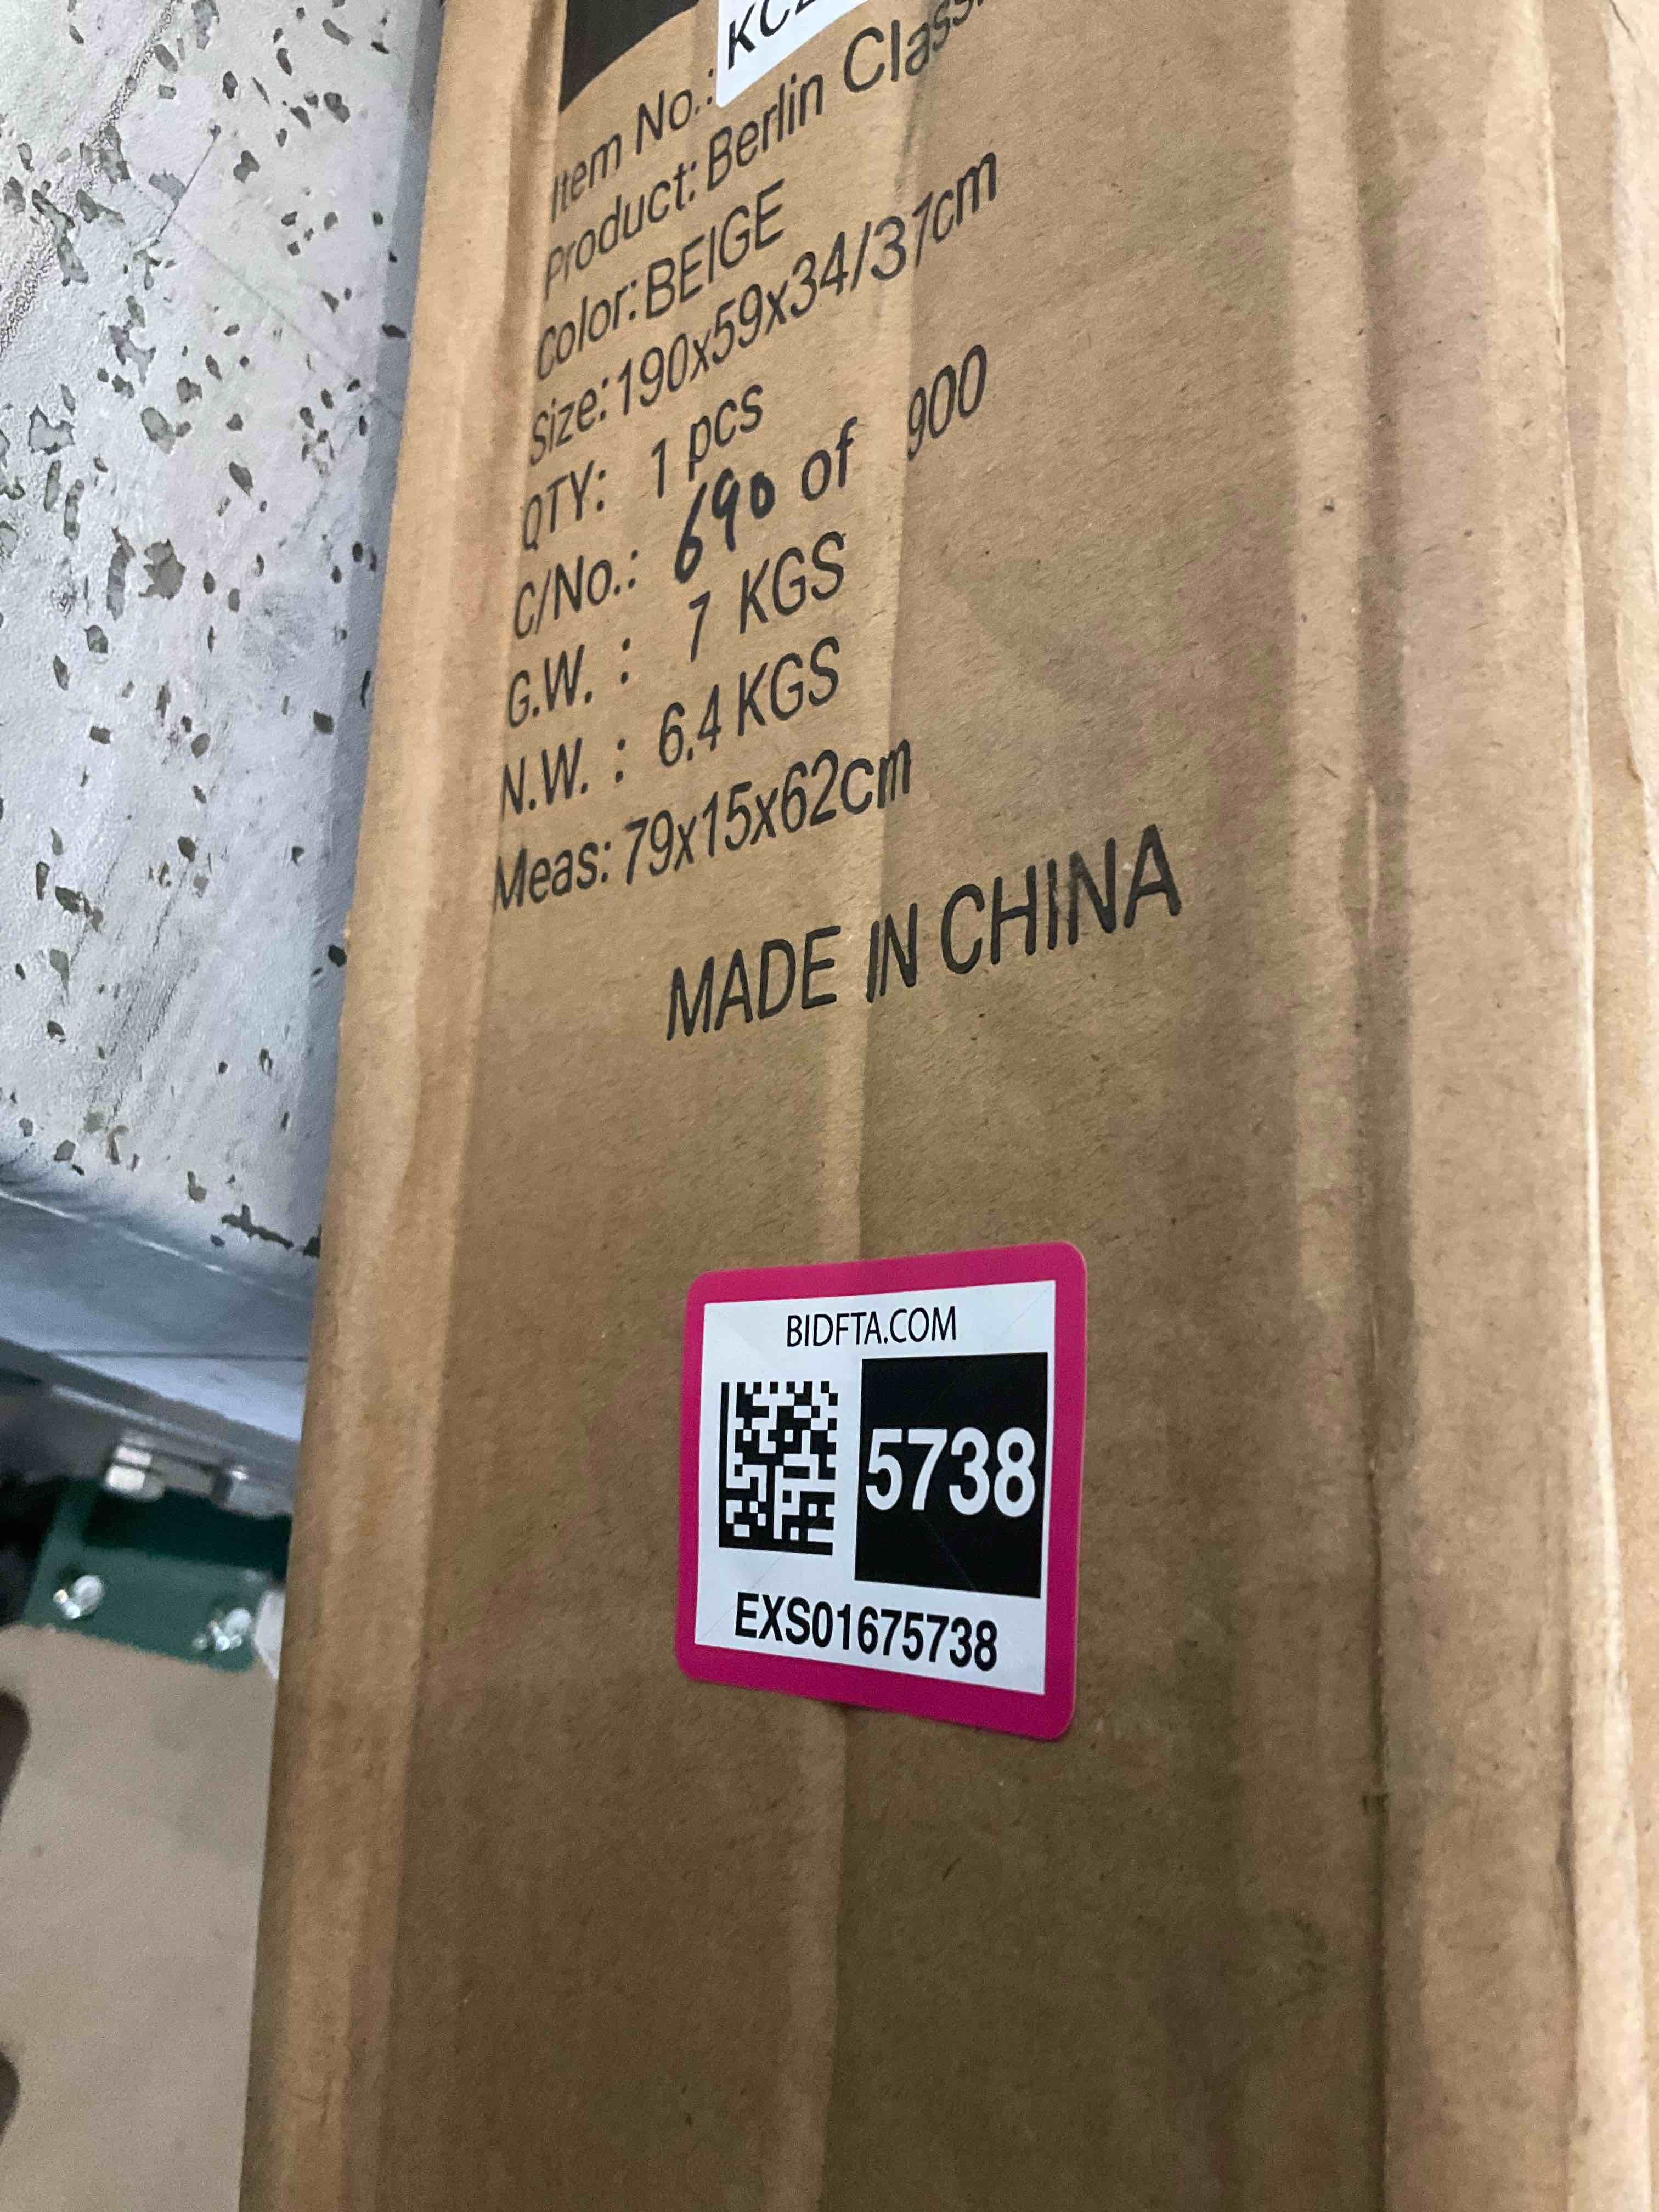 Item No.:
Product: Berlin
color: BEIGE
Size: 190x59x34/37cm
QTY: 1 pcs
C/No.: 690 of 900
G.W. : 7 KGS
N.W. : 6.4 KGS
Meas: 79x15x62cm
MADE IN CHINA
BIDFTA.COM
5738
EXS01675738